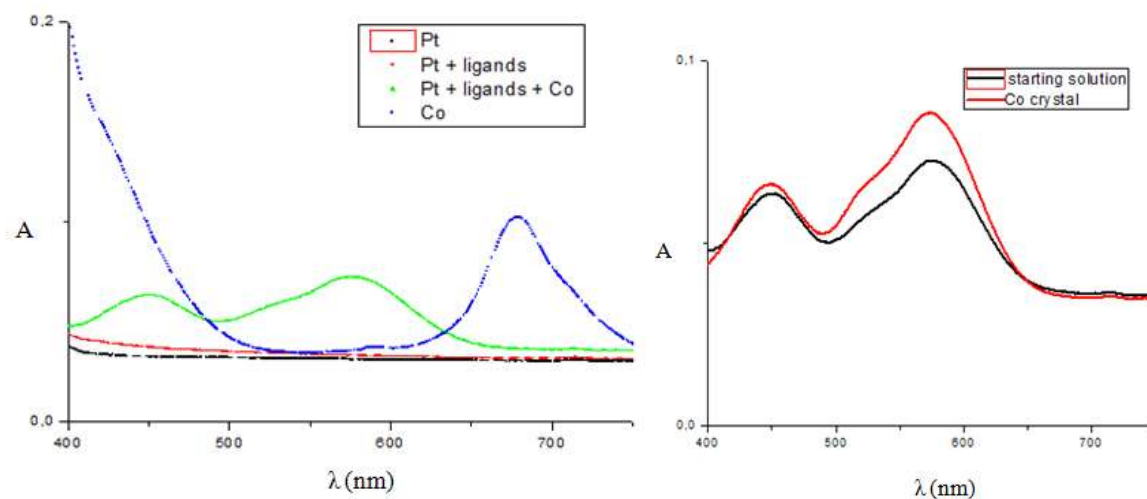 0,2
Pt
Pt + ligands
Pt + ligands + Co
Co
A
0,0
400
500
600
700
λ (nm)
0,1
starting solution
Co crystal
A
0,0
400
500
600
700
λ (nm)